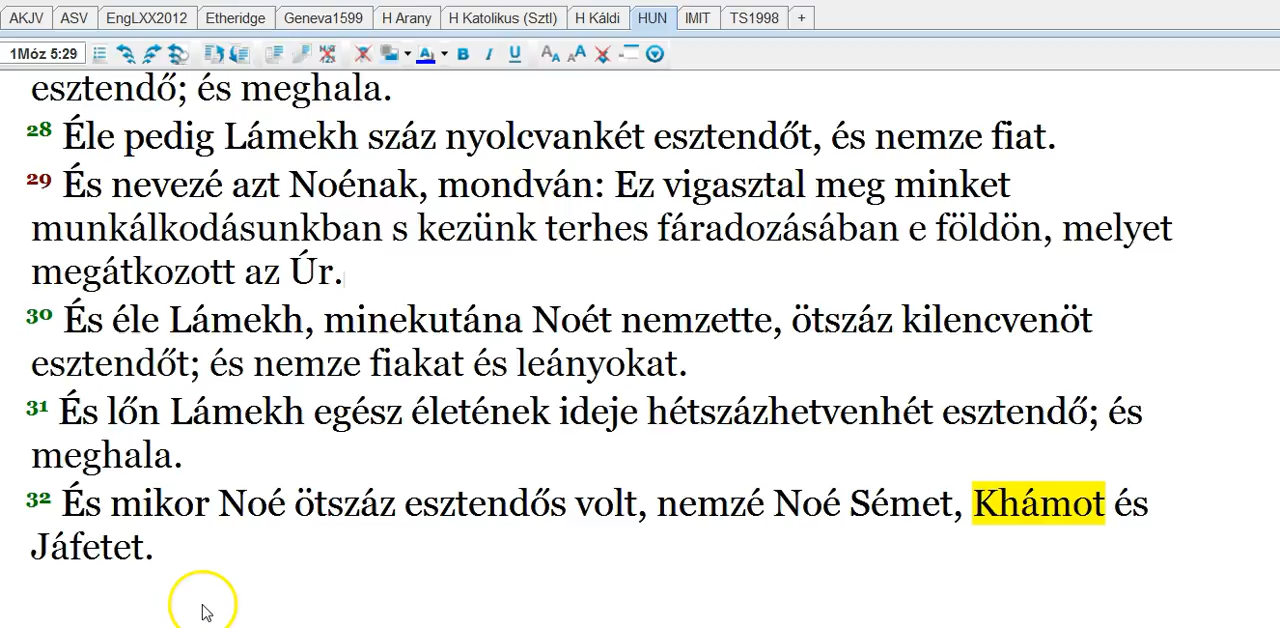 AKJV ASV EngLXX2012 Etheridge Geneva1599 H Arany H Katolikus (Sztl) H Káldi HUN IMIT TS1998 +
1Móz 5:29 A B I U A A A A
esztendő; és meghala.
28 Éle pedig Lámekh száz nyolcvankét esztendőt, és nemze fiat.
29 És nevezé azt Noénak, mondván: Ez vigasztal meg minket
munkálkodásunkban s kezünk terhes fáradozásában e földön, melyet
megátkozott az Úr.
30 És éle Lámekh, minekutána Noét nemzette, ötszáz kilencvenöt
esztendőt; és nemze fiakat és leányokat.
31 És lőn Lámekh egész életének ideje hétszázhetvenhét esztendő; és
meghala.
32 És mikor Noé ötszáz esztendős volt, nemzé Noé Sémet, Khámot és
Jáfetet.